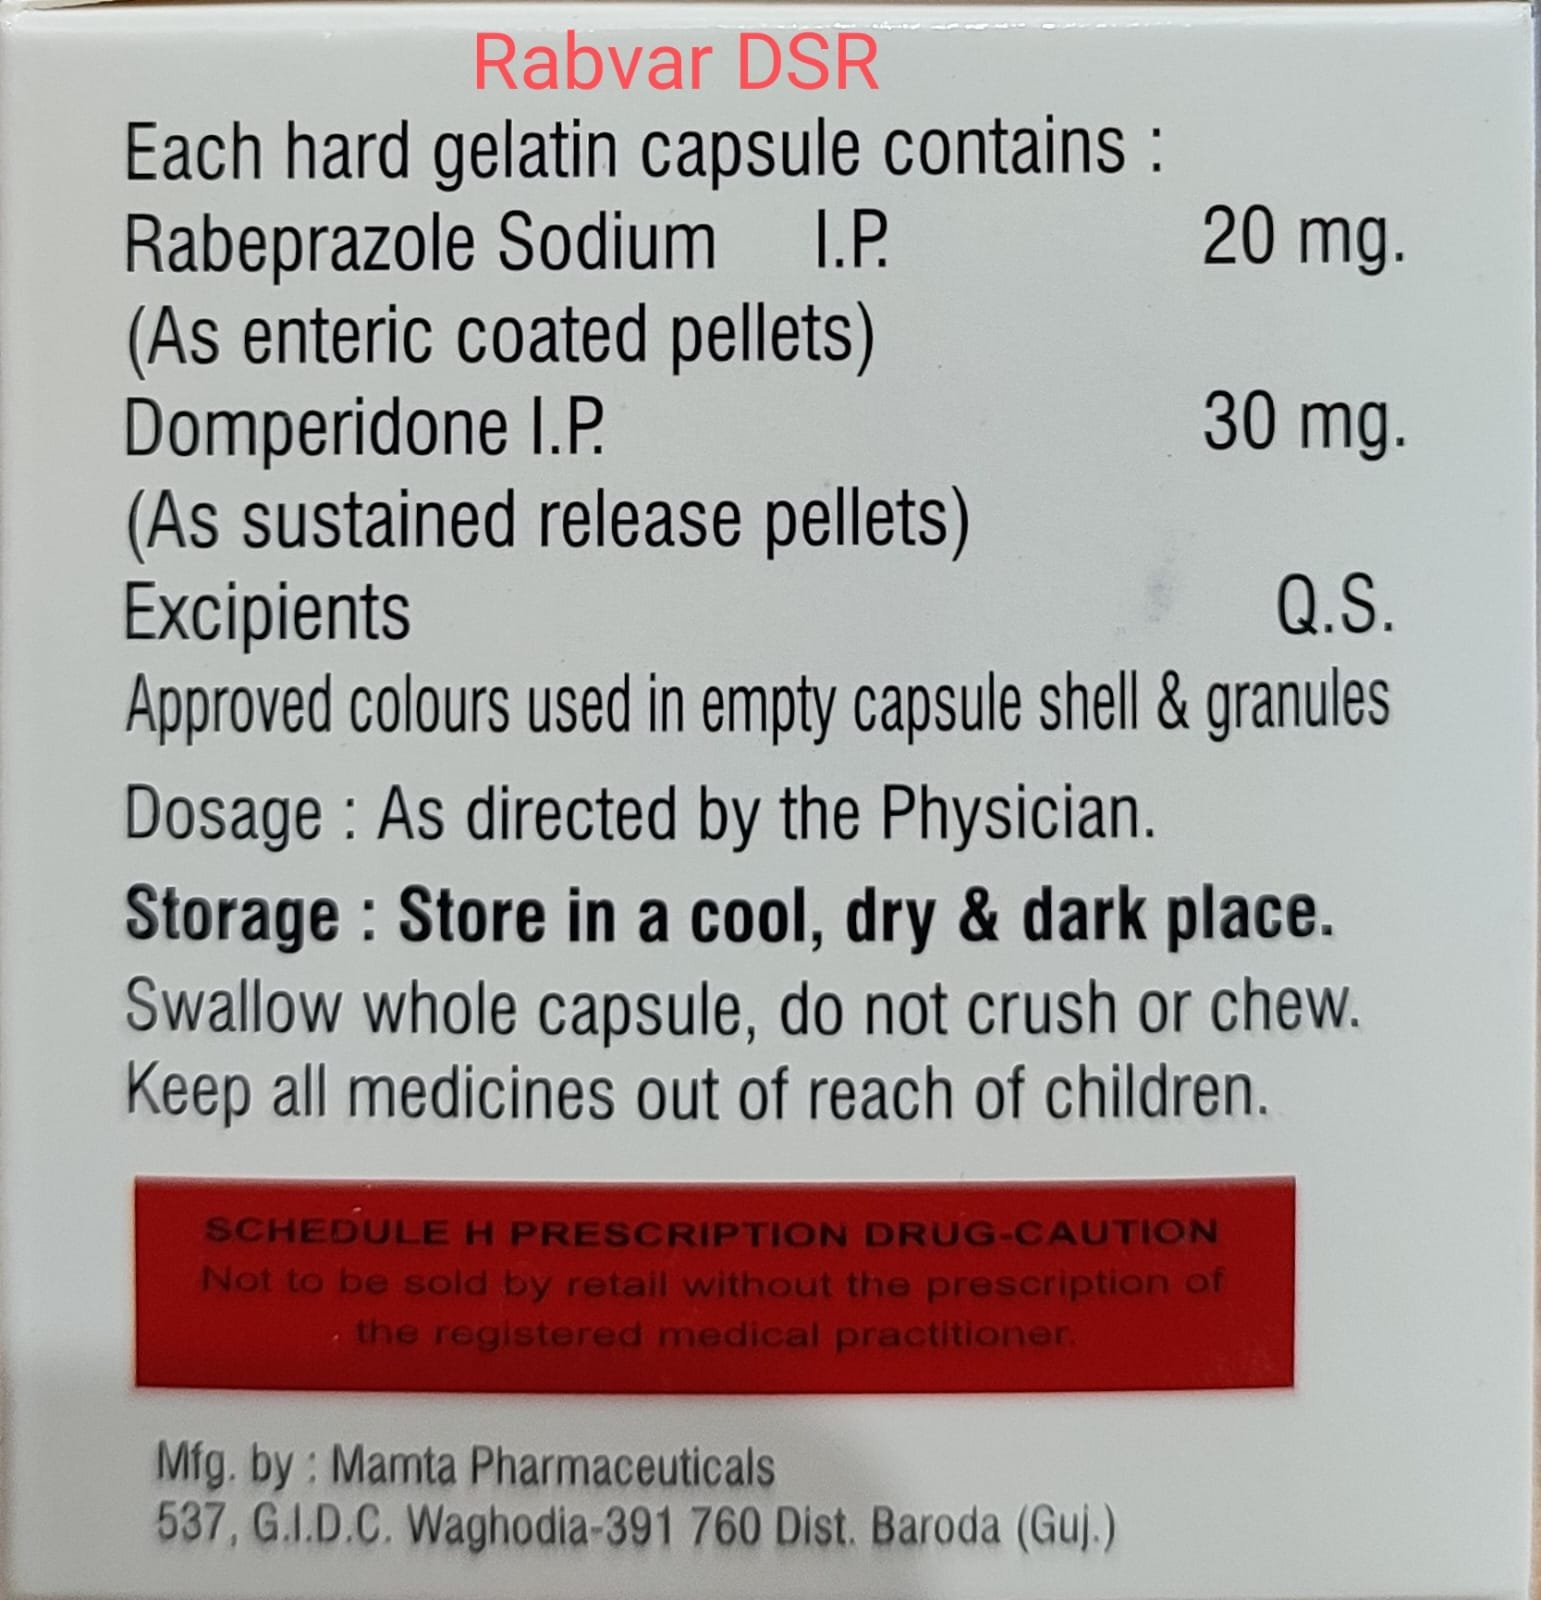 Rabvar DSR
Each hard gelatin capsule contains :
Rabeprazole Sodium I.P. 20 mg.
(As enteric coated pellets)
Domperidone I.P. 30 mg.
(As sustained release pellets)
Excipients Q.S.
Approved colours used in empty capsule shell & granules
Dosage : As directed by the Physician.
Storage : Store in a cool, dry & dark place.
Swallow whole capsule, do not crush or chew.
Keep all medicines out of reach of children.
SCHEDULE H PRESCRIPTION DRUG-CAUTION
Not to be sold by retail without the prescription of
the registered medical practitioner.
Mfg. by : Mamta Pharmaceuticals
537, G.I.D.C. Waghodia-391 760 Dist. Baroda (Guj.)